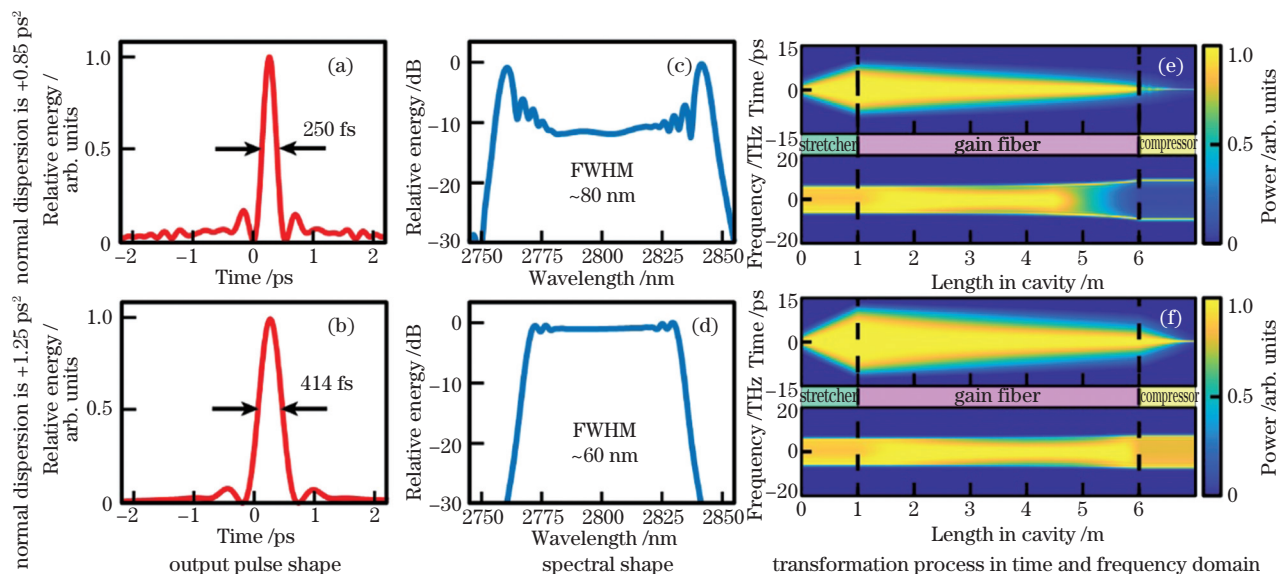 normal dispersion is +0.85 ps²
Relative energy /
arb. units
1.0
0.5
0
(a)
250 fs
−2
−1
0
1
2
Time /ps
Relative energy /dB
0
−10
−20
−30
(c)
FWHM
~80 nm
2750
2775
2800
2825
2850
Wavelength /nm
Time /ps
15
0
−15
(e)
stretcher
gain fiber
compressor
Frequency /THz
20
0
−20
0
1
2
3
4
5
6
Length in cavity /m
1.0
0
Power /arb. units
normal dispersion is +1.25 ps²
Relative energy /
arb. units
1.0
0.5
0
(b)
414 fs
−2
−1
0
1
2
Time /ps
Relative energy /dB
0
−10
−20
−30
(d)
FWHM
~60 nm
2750
2775
2800
2825
2850
Wavelength /nm
Time /ps
15
0
−15
(f)
stretcher
gain fiber
compressor
Frequency /THz
20
0
−20
0
1
2
3
4
5
6
Length in cavity /m
1.0
0
Power /arb. units
output pulse shape
spectral shape
transformation process in time and frequency domain